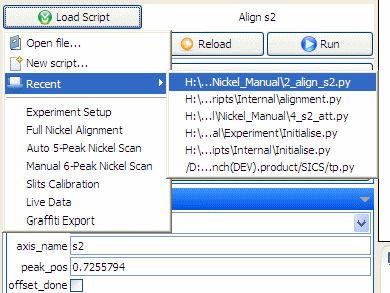 Load Script
Align s2
Open file...
New script...
Recent
Reload
Run
H:\...Nickel_Manual\2_align_s2.py
H:\...ripts\Internal\alignment.py
H:\...l\Nickel_Manual\4_s2_att.py
H:\...al\Experiment\Initialise.py
H:\...ipts\Internal\Initialise.py
/D:...nch(DEV).product/SICS/tp.py
Experiment Setup
Full Nickel Alignment
Auto 5-Peak Nickel Scan
Manual 6-Peak Nickel Scan
Slits Calibration
Live Data
Graffiti Export
axis_name
s2
peak_pos
0.7255794
offset_done